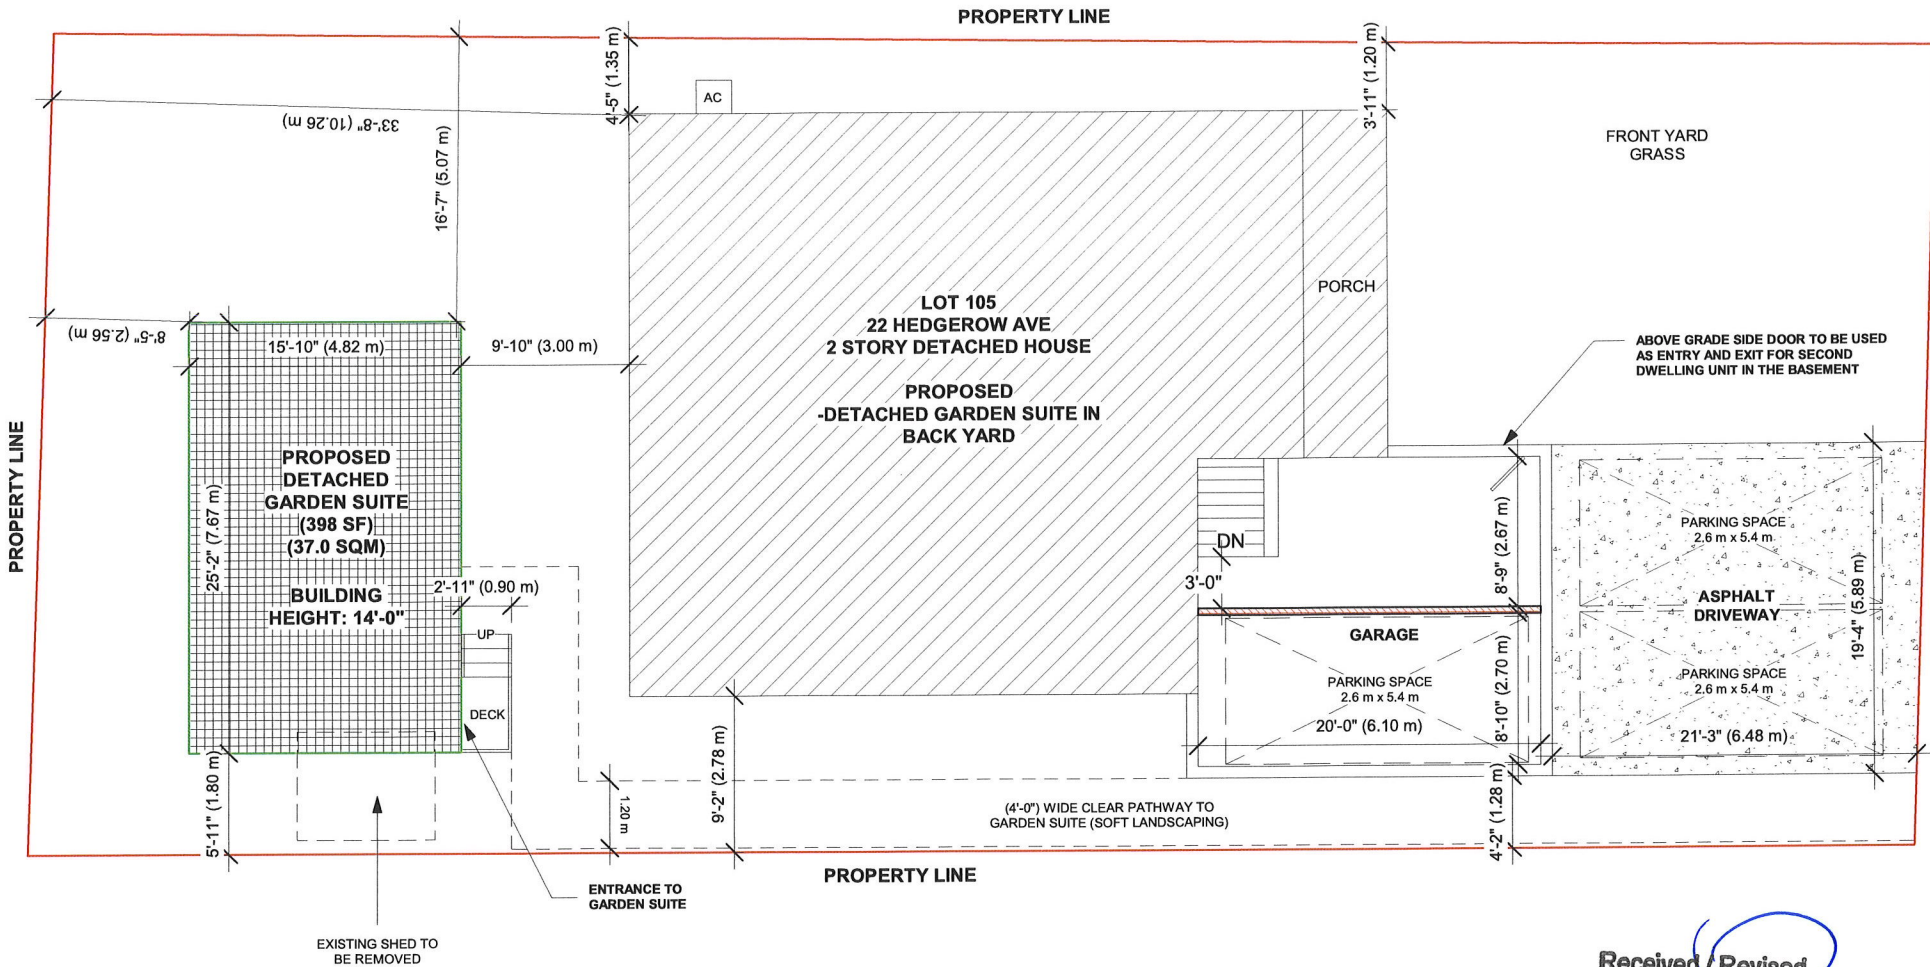 PROPERTY LINE
4'-5" (1.35 m)
3'-11" (1.20 m)
AC
33'-8" (10.26 m)
16'-7" (5.07 m)
FRONT YARD
GRASS
PORCH
LOT 105
22 HEDGEROW AVE
2 STORY DETACHED HOUSE
PROPOSED
-DETACHED GARDEN SUITE IN
BACK YARD
8'-5" (2.56 m)
15'-10" (4.82 m)
9'-10" (3.00 m)
ABOVE GRADE SIDE DOOR TO BE USED
AS ENTRY AND EXIT FOR SECOND
DWELLING UNIT IN THE BASEMENT
PROPERTY LINE
PROPOSED
DETACHED
GARDEN SUITE
(398 SF)
(37.0 SQM)
BUILDING
HEIGHT: 14'-0"
25'-2" (7.67 m)
2'-11" (0.90 m)
UP
DECK
DN
3'-0"
8'-9" (2.67 m)
PARKING SPACE
2.6 m x 5.4 m
ASPHALT
DRIVEWAY
19'-4" (5.89 m)
PARKING SPACE
2.6 m x 5.4 m
21'-3" (6.48 m)
GARAGE
PARKING SPACE
2.6 m x 5.4 m
20'-0" (6.10 m)
8'-10" (2.70 m)
5'-11" (1.80 m)
1.20 m
9'-2" (2.78 m)
(4'-0") WIDE CLEAR PATHWAY TO
GARDEN SUITE (SOFT LANDSCAPING)
4'-2" (1.28 m)
PROPERTY LINE
ENTRANCE TO
GARDEN SUITE
EXISTING SHED TO
BE REMOVED
Received / Revised